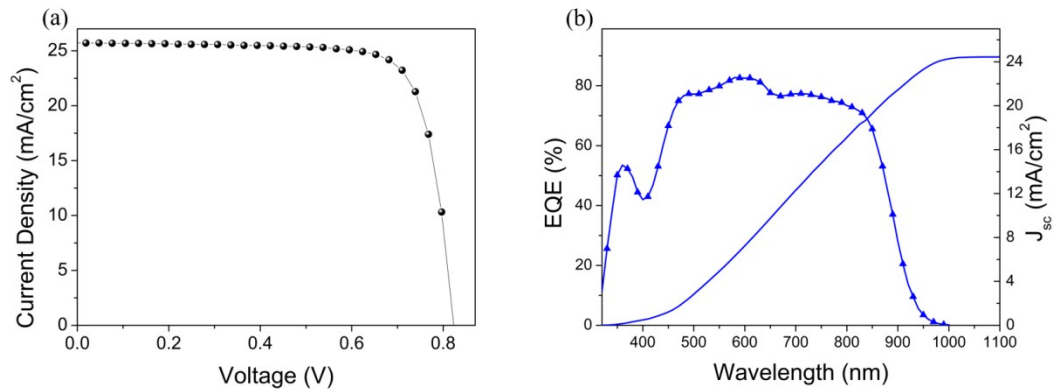 (a)
Current Density (mA/cm²)
25
20
15
10
5
0
0.0 0.2 0.4 0.6 0.8
Voltage (V)
(b)
EQE (%)
80
60
40
20
0
400 500 600 700 800 900 1000 1100
Wavelength (nm)
24
20
16
12
8
4
0
J_sc (mA/cm²)